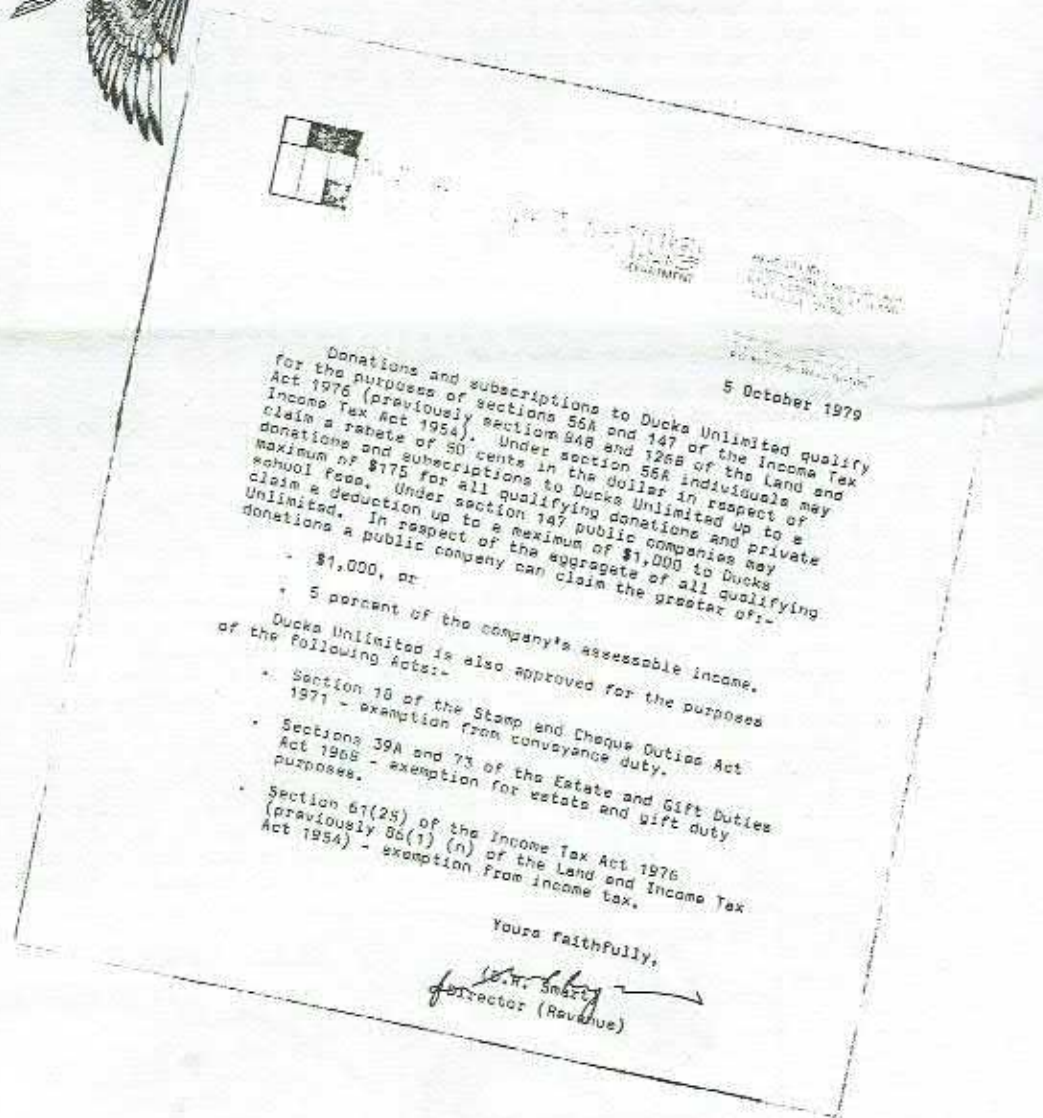 DEPARTMENT
5 October 1979
Donations and subscriptions to Ducks Unlimited qualify
for the purposes of sections 56A and 147 of the Income Tax
Act 1976 (previously section 84B and 126B of the Land and
Income Tax Act 1954). Under section 56A individuals may
claim a rebate of 50 cents in the dollar in respect of
donations and subscriptions to Ducks Unlimited up to a
maximum of $175 for all qualifying donations and private
school fees. Under section 147 public companies may
claim a deduction up to a maximum of $1,000 to Ducks
Unlimited. In respect of the aggregate of all qualifying
donations a public company can claim the greater of:-
. $1,000, or
. 5 percent of the company's assessable income.
Ducks Unlimited is also approved for the purposes
of the following Acts:-
. Section 18 of the Stamp and Cheque Duties Act
1971 - exemption from conveyance duty.
. Sections 39A and 73 of the Estate and Gift Duties
Act 1968 - exemption for estate and gift duty
purposes.
. Section 61(25) of the Income Tax Act 1976
(previously 86(1) (n) of the Land and Income Tax
Act 1954) - exemption from income tax.
Yours faithfully,
for
(D.R. Smart)
Director (Revenue)